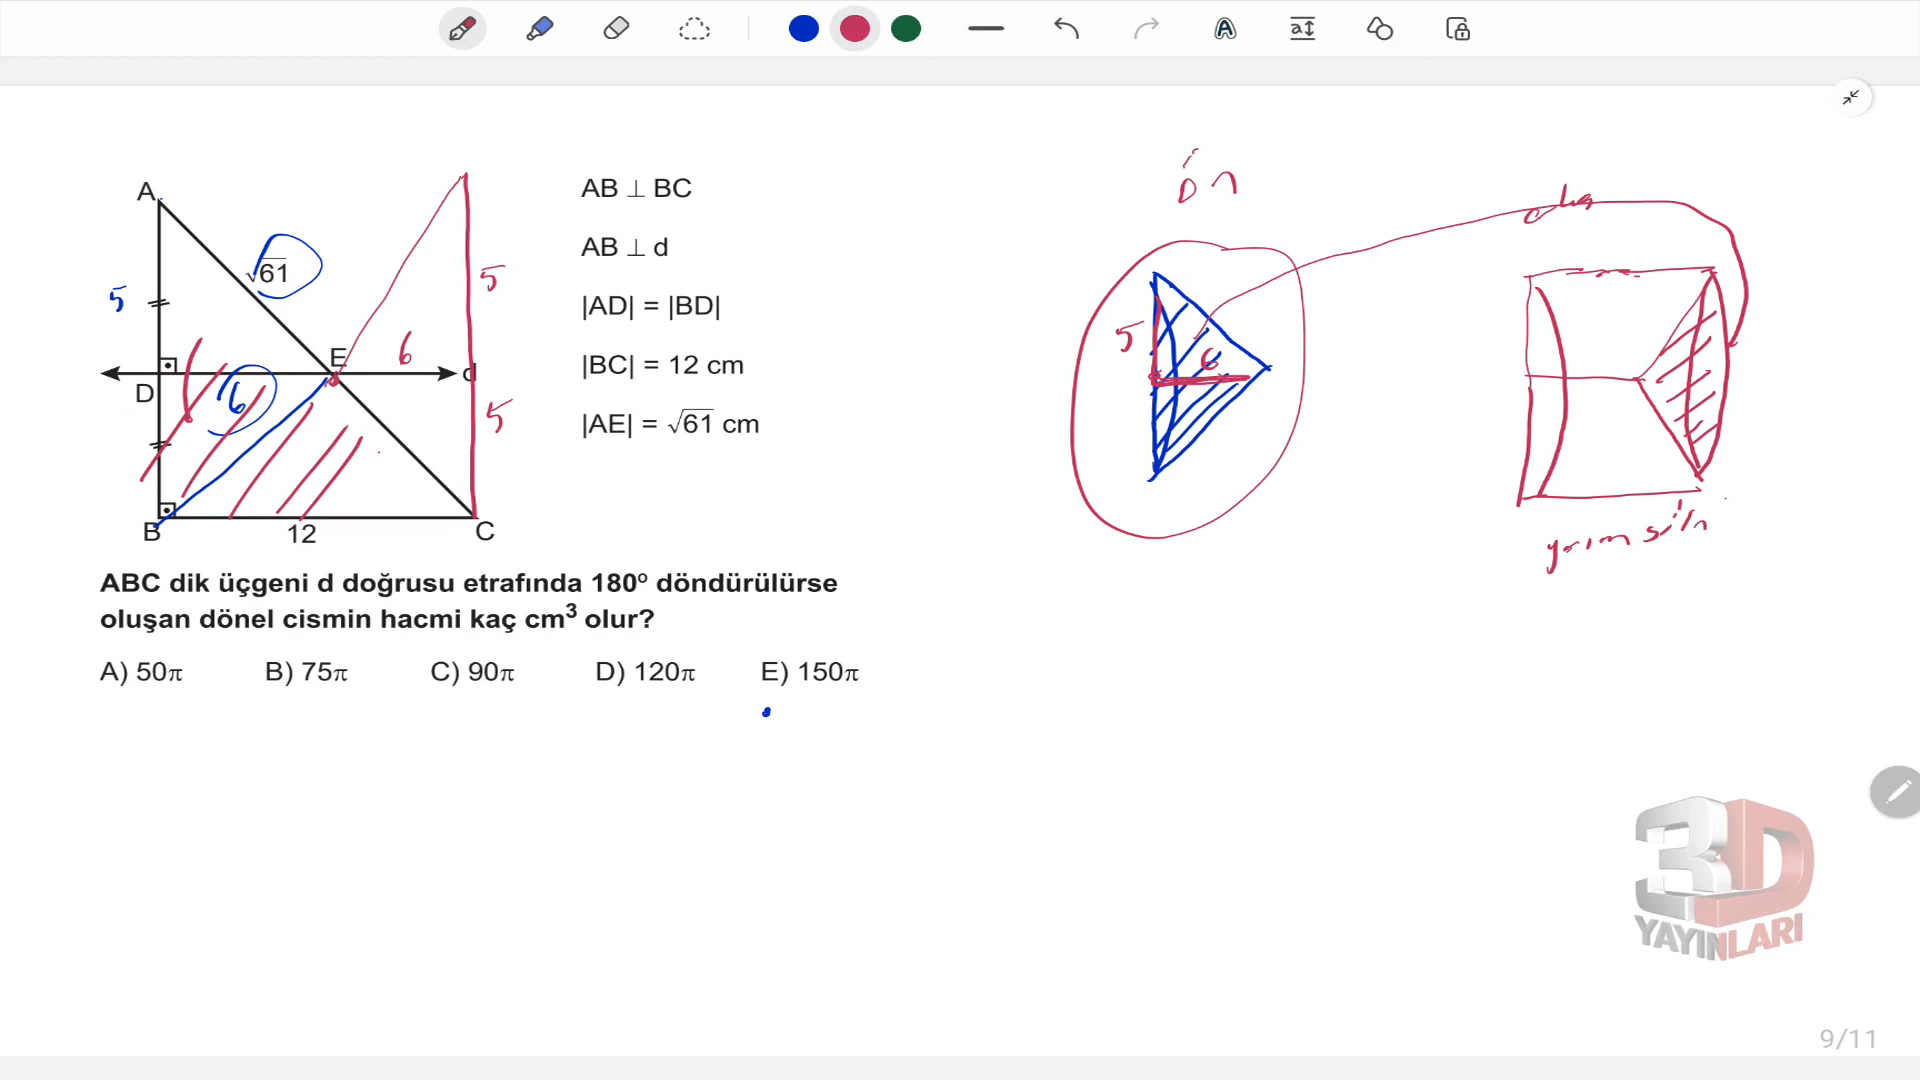 A
√61
5
E
D
6
d
B
12
C
5
6
5
AB ⊥ BC
AB ⊥ d
|AD| = |BD|
|BC| = 12 cm
|AE| = √61 cm
ABC dik üçgeni d doğrusu etrafında 180º döndürülürse
oluşan dönel cismin hacmi kaç cm³ olur?
A) 50π B) 75π C) 90π D) 120π E) 150π
Ön
5
6
yarım silin
3D
YAYINLARI
9/11